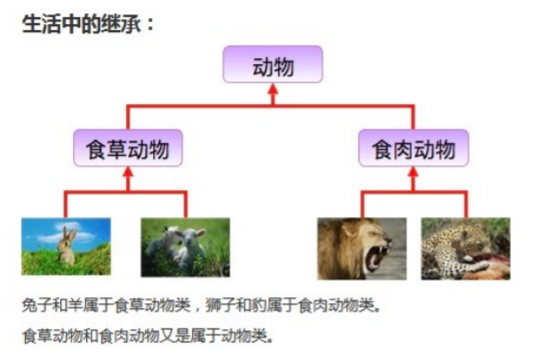 生活中的继承：
动物
食草动物
食肉动物
兔子和羊属于食草动物类，狮子和豹属于食肉动物类。
食草动物和食肉动物又是属于动物类。